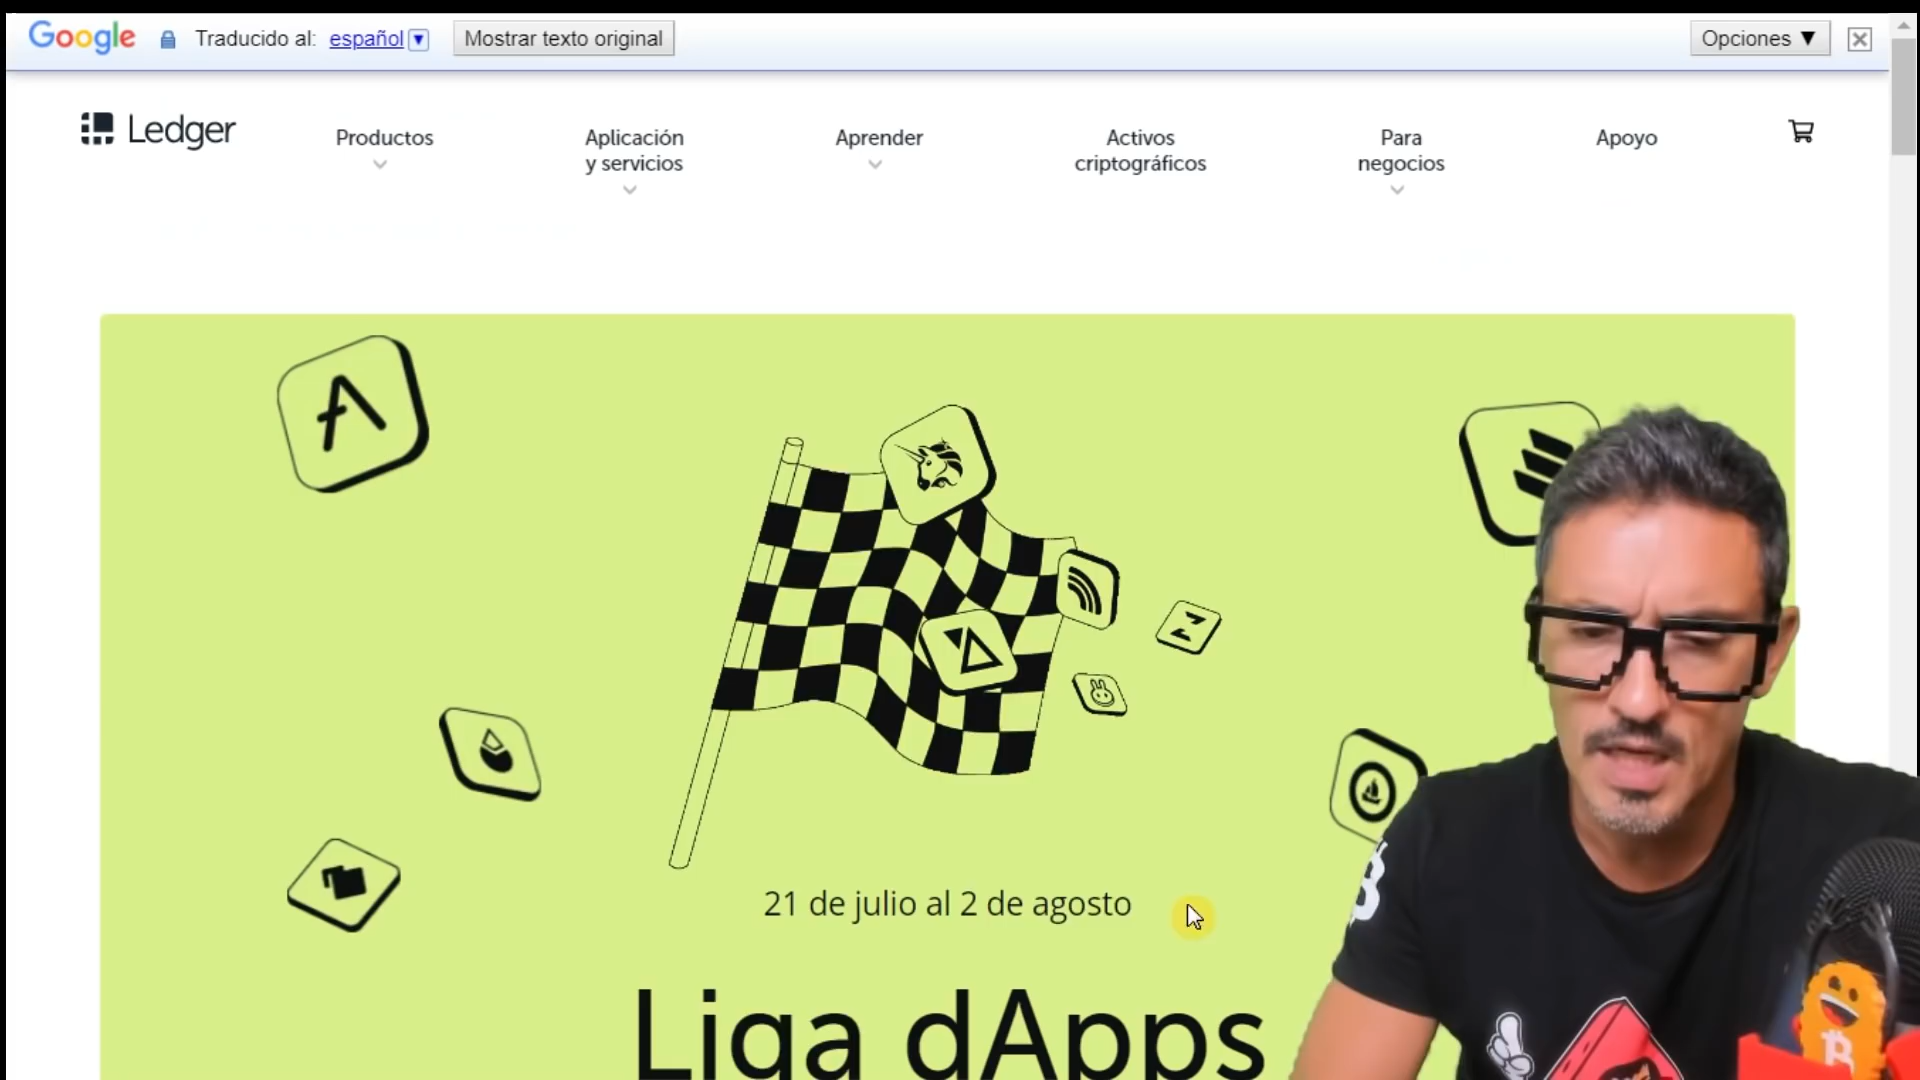 Google Traducido al: español Mostrar texto original Opciones ▼
Ledger
Productos
Aplicación
y servicios
Aprender
Activos
criptográficos
Para
negocios
Apoyo
21 de julio al 2 de agosto
Liga dApps